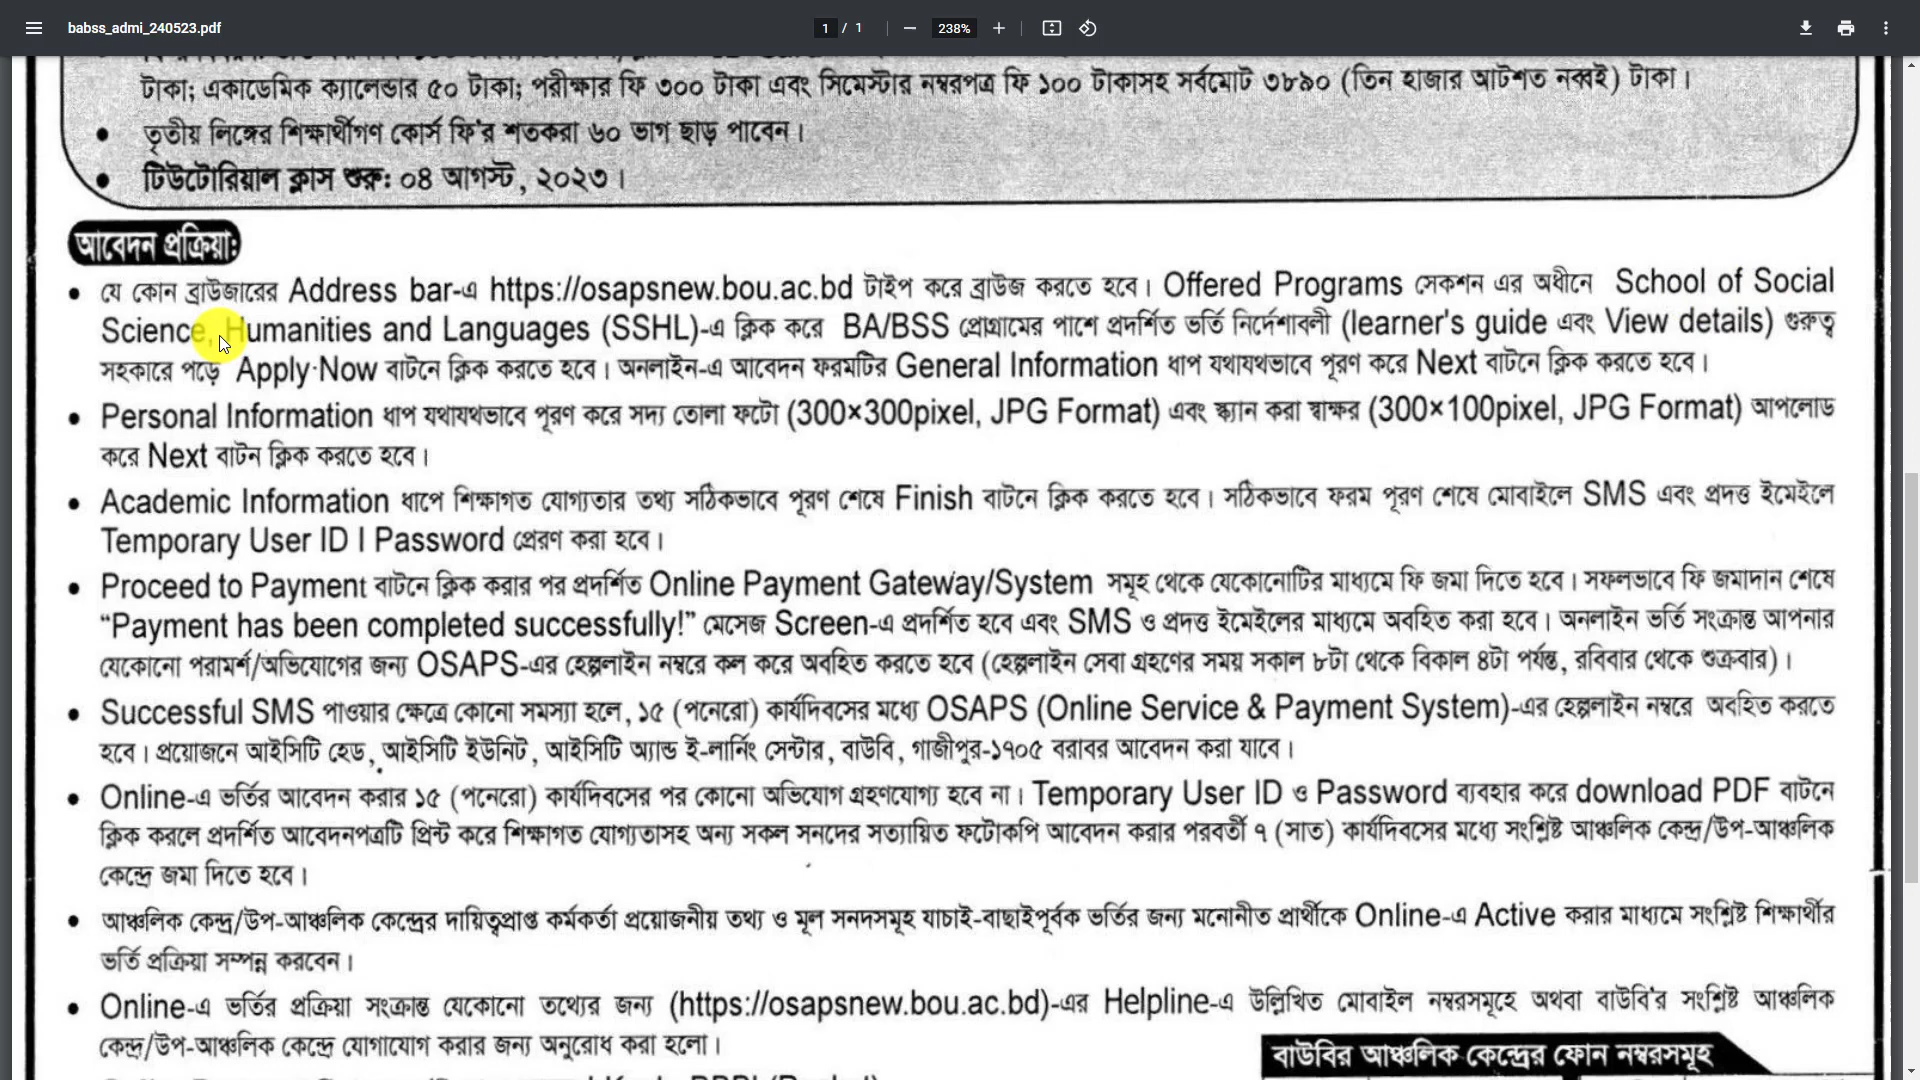 babss_admi_240523.pdf
1 / 1
238%
টাকা; একাডেমিক ক্যালেন্ডার ৫০ টাকা; পরীক্ষার ফি ৩০০ টাকা এবং সিমেস্টার নম্বরপত্র ফি ১০০ টাকাসহ সর্বমোট ৩৮৯০ (তিন হাজার আটশত নব্বই) টাকা।
• তৃতীয় লিঙ্গের শিক্ষার্থীগণ কোর্স ফি'র শতকরা ৬০ ভাগ ছাড় পাবেন।
• টিউটোরিয়াল ক্লাস শুরু: ০৪ আগস্ট, ২০২৩।
আবেদন প্রক্রিয়া:
• যে কোন ব্রাউজারের Address bar-এ https://osapsnew.bou.ac.bd টাইপ করে ব্রাউজ করতে হবে। Offered Programs সেকশন এর অধীনে School of Social
Science, Humanities and Languages (SSHL)-এ ক্লিক করে BA/BSS প্রোগ্রামের পাশে প্রদর্শিত ভর্তি নির্দেশাবলী (learner's guide এবং View details) গুরুত্ব
সহকারে পড়ে Apply Now বাটনে ক্লিক করতে হবে। অনলাইন-এ আবেদন ফরমটির General Information ধাপ যথাযথভাবে পূরণ করে Next বাটনে ক্লিক করতে হবে।
• Personal Information ধাপ যথাযথভাবে পূরণ করে সদ্য তোলা ফটো (300×300pixel, JPG Format) এবং স্ক্যান করা স্বাক্ষর (300×100pixel, JPG Format) আপলোড
করে Next বাটন ক্লিক করতে হবে।
• Academic Information ধাপে শিক্ষাগত যোগ্যতার তথ্য সঠিকভাবে পূরণ শেষে Finish বাটনে ক্লিক করতে হবে। সঠিকভাবে ফরম পূরণ শেষে মোবাইলে SMS এবং প্রদত্ত ইমেইলে
Temporary User ID I Password প্রেরণ করা হবে।
• Proceed to Payment বাটনে ক্লিক করার পর প্রদর্শিত Online Payment Gateway/System সমূহ থেকে যেকোনোটির মাধ্যমে ফি জমা দিতে হবে। সফলভাবে ফি জমাদান শেষে
“Payment has been completed successfully!” মেসেজ Screen-এ প্রদর্শিত হবে এবং SMS ও প্রদত্ত ইমেইলের মাধ্যমে অবহিত করা হবে। অনলাইন ভর্তি সংক্রান্ত আপনার
যেকোনো পরামর্শ/অভিযোগের জন্য OSAPS-এর হেল্পলাইন নম্বরে কল করে অবহিত করতে হবে (হেল্পলাইন সেবা গ্রহণের সময় সকাল ৮টা থেকে বিকাল ৪টা পর্যন্ত, রবিবার থেকে শুক্রবার)।
• Successful SMS পাওয়ার ক্ষেত্রে কোনো সমস্যা হলে, ১৫ (পনেরো) কার্যদিবসের মধ্যে OSAPS (Online Service & Payment System)-এর হেল্পলাইন নম্বরে অবহিত করতে
হবে। প্রয়োজনে আইসিটি হেড, আইসিটি ইউনিট, আইসিটি অ্যান্ড ই-লার্নিং সেন্টার, বাউবি, গাজীপুর-১৭০৫ বরাবর আবেদন করা যাবে।
• Online-এ ভর্তির আবেদন করার ১৫ (পনেরো) কার্যদিবসের পর কোনো অভিযোগ গ্রহণযোগ্য হবে না। Temporary User ID ও Password ব্যবহার করে download PDF বাটনে
ক্লিক করলে প্রদর্শিত আবেদনপত্রটি প্রিন্ট করে শিক্ষাগত যোগ্যতাসহ অন্য সকল সনদের সত্যায়িত ফটোকপি আবেদন করার পরবর্তী ৭ (সাত) কার্যদিবসের মধ্যে সংশ্লিষ্ট আঞ্চলিক কেন্দ্র/উপ-আঞ্চলিক
কেন্দ্রে জমা দিতে হবে।
• আঞ্চলিক কেন্দ্র/উপ-আঞ্চলিক কেন্দ্রের দায়িত্বপ্রাপ্ত কর্মকর্তা প্রয়োজনীয় তথ্য ও মূল সনদসমূহ যাচাই-বাছাইপূর্বক ভর্তির জন্য মনোনীত প্রার্থীকে Online-এ Active করার মাধ্যমে সংশ্লিষ্ট শিক্ষার্থীর
ভর্তি প্রক্রিয়া সম্পন্ন করবেন।
• Online-এ ভর্তির প্রক্রিয়া সংক্রান্ত যেকোনো তথ্যের জন্য (https://osapsnew.bou.ac.bd)-এর Helpline-এ উল্লিখিত মোবাইল নম্বরসমূহে অথবা বাউবি'র সংশ্লিষ্ট আঞ্চলিক
কেন্দ্র/উপ-আঞ্চলিক কেন্দ্রে যোগাযোগ করার জন্য অনুরোধ করা হলো।
বাউবির আঞ্চলিক কেন্দ্রের ফোন নম্বরসমূহ